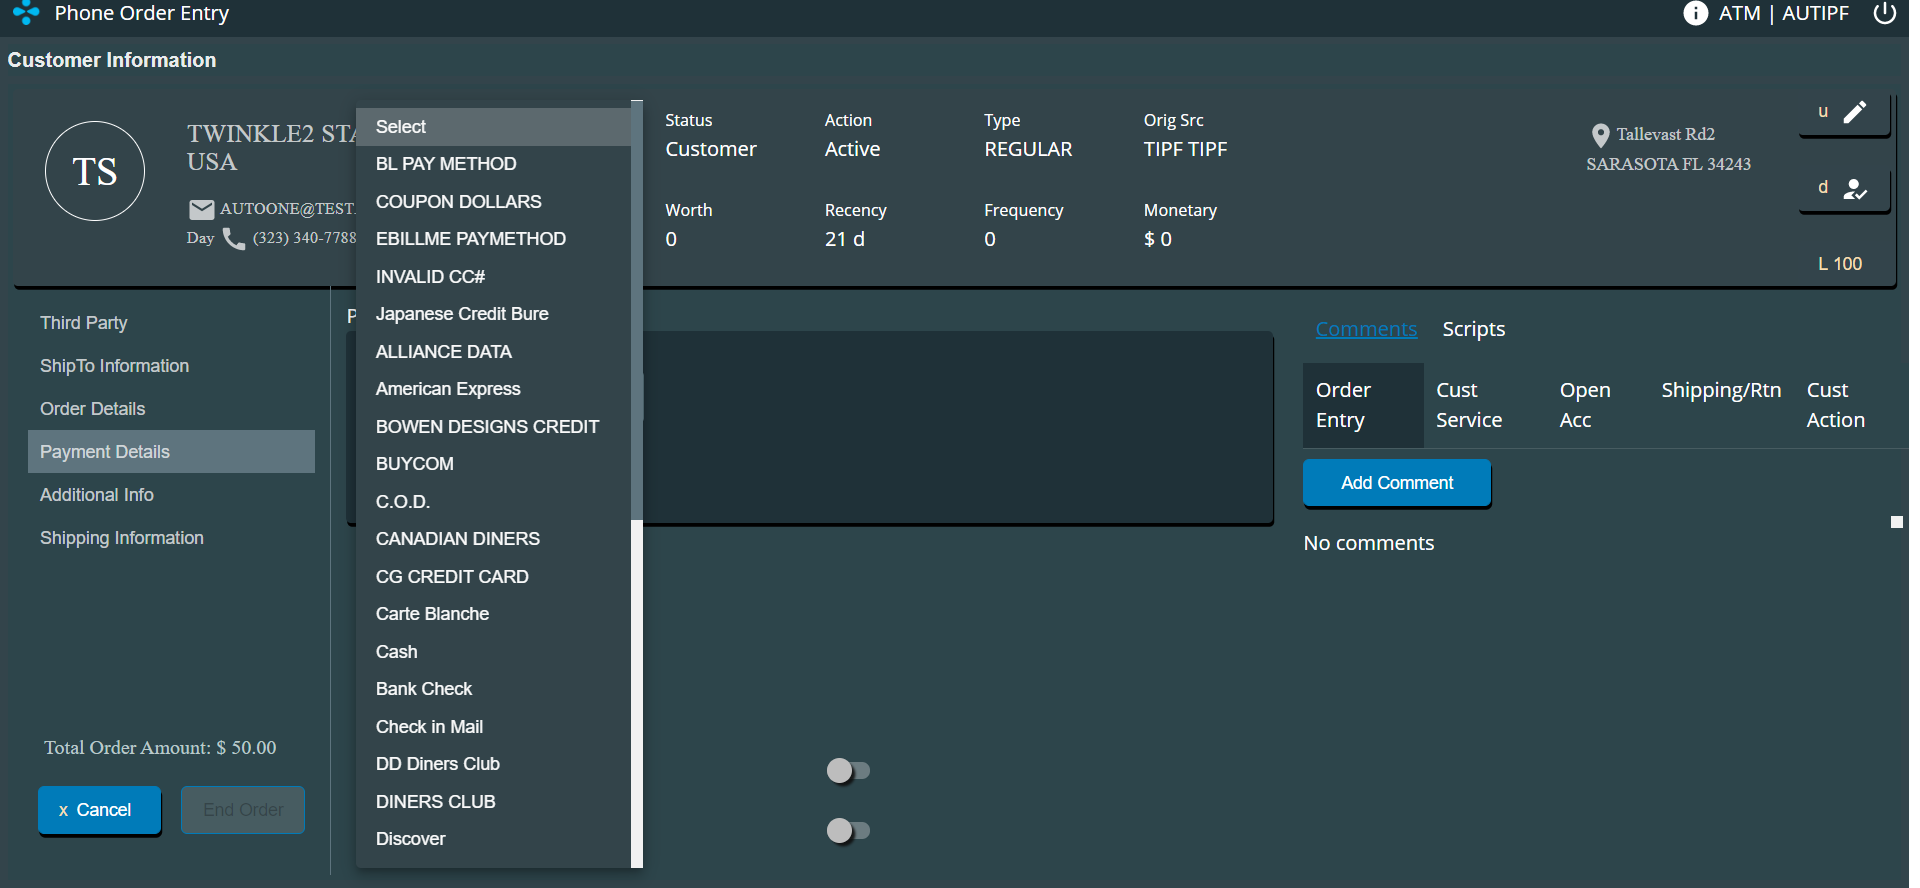 Phone Order Entry
ATM | AUTIPF
Customer Information
TS
TWINKLE2 STA
USA
AUTOONE@TEST.
Day (323) 340-7788
Status
Customer
Action
Active
Type
REGULAR
Orig Src
TIPF TIPF
Worth
0
Recency
21 d
Frequency
0
Monetary
$ 0
Tallevast Rd2
SARASOTA FL 34243
u
d
L 100
Third Party
ShipTo Information
Order Details
Payment Details
Additional Info
Shipping Information
Total Order Amount: $ 50.00
x Cancel
End Order
P
Select
BL PAY METHOD
COUPON DOLLARS
EBILLME PAYMETHOD
INVALID CC#
Japanese Credit Bure
ALLIANCE DATA
American Express
BOWEN DESIGNS CREDIT
BUYCOM
C.O.D.
CANADIAN DINERS
CG CREDIT CARD
Carte Blanche
Cash
Bank Check
Check in Mail
DD Diners Club
DINERS CLUB
Discover
Comments
Scripts
Order
Entry
Cust
Service
Open
Acc
Shipping/Rtn
Cust
Action
Add Comment
No comments